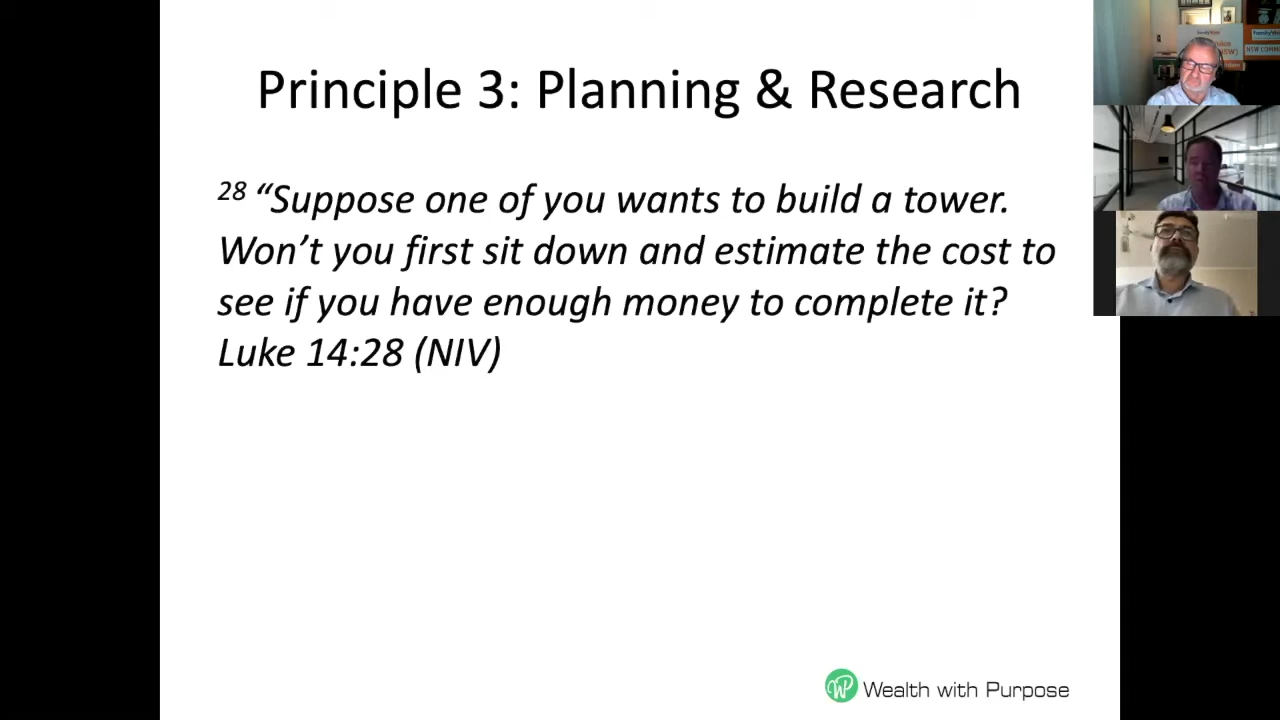 Principle 3: Planning & Research
28 “Suppose one of you wants to build a tower.
Won’t you first sit down and estimate the cost to
see if you have enough money to complete it?
Luke 14:28 (NIV)
Wealth with Purpose